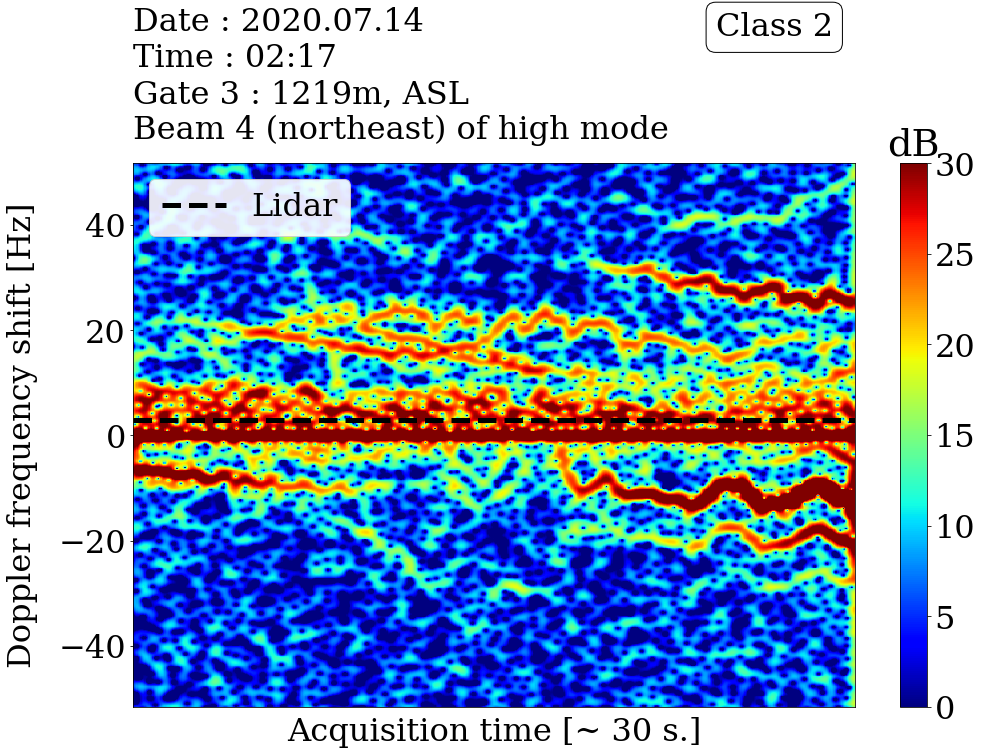 Date : 2020.07.14
Class 2
Time : 02:17
Gate 3 : 1219m, ASL
Beam 4 (northeast) of high mode
dB
Lidar
Doppler frequency shift [Hz]
40
20
0
−20
−40
30
25
20
15
10
5
0
Acquisition time [~ 30 s.]